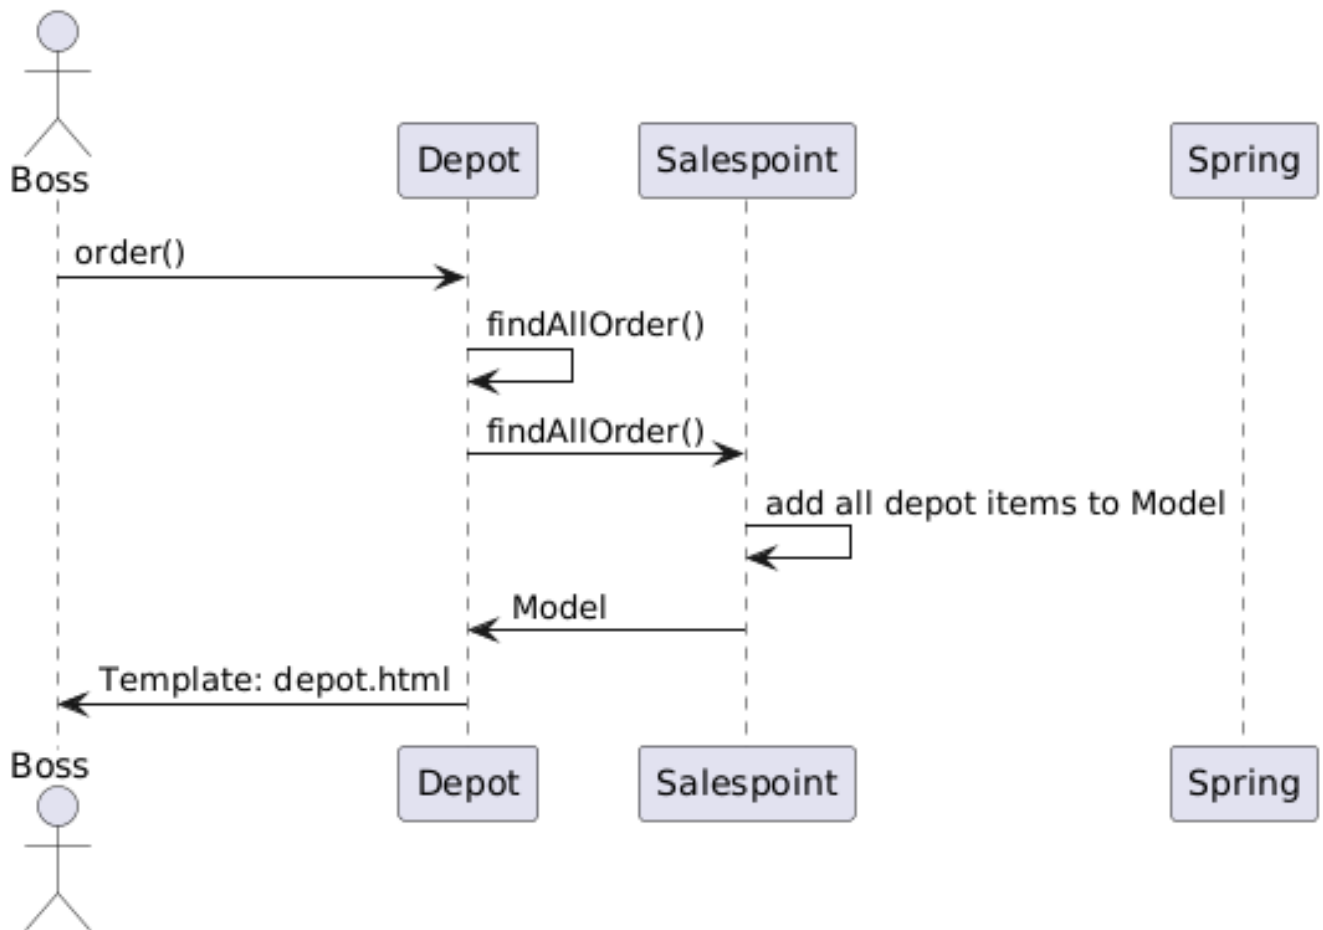 Boss
Depot
Salespoint
Spring
order()
findAllOrder()
findAllOrder()
add all depot items to Model
Model
Template: depot.html
Boss
Depot
Salespoint
Spring